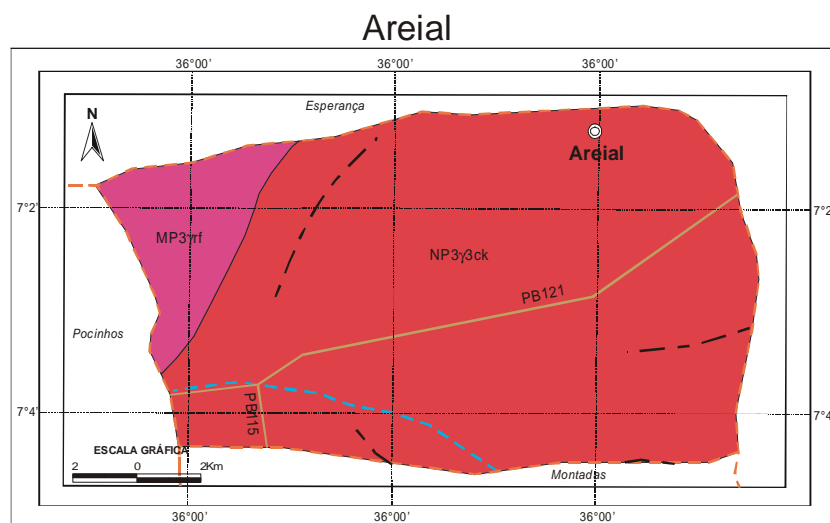 Areial
36°00' 36°00' 36°00'
Esperança
N
Areial
7°2' 7°2'
MP3γrf
NP3γ3ck
PB121
Pocinhos
7°4' 7°4'
PB115
ESCALA GRÁFICA
2 0 2Km
Montadas
36°00' 36°00' 36°00'